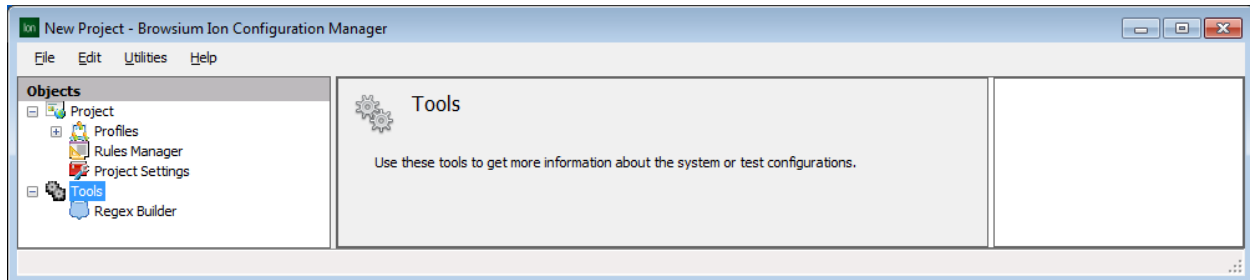 Ion New Project - Browsium Ion Configuration Manager
File Edit Utilities Help
Objects
Project
Profiles
Rules Manager
Project Settings
Tools
Regex Builder
Tools
Use these tools to get more information about the system or test configurations.